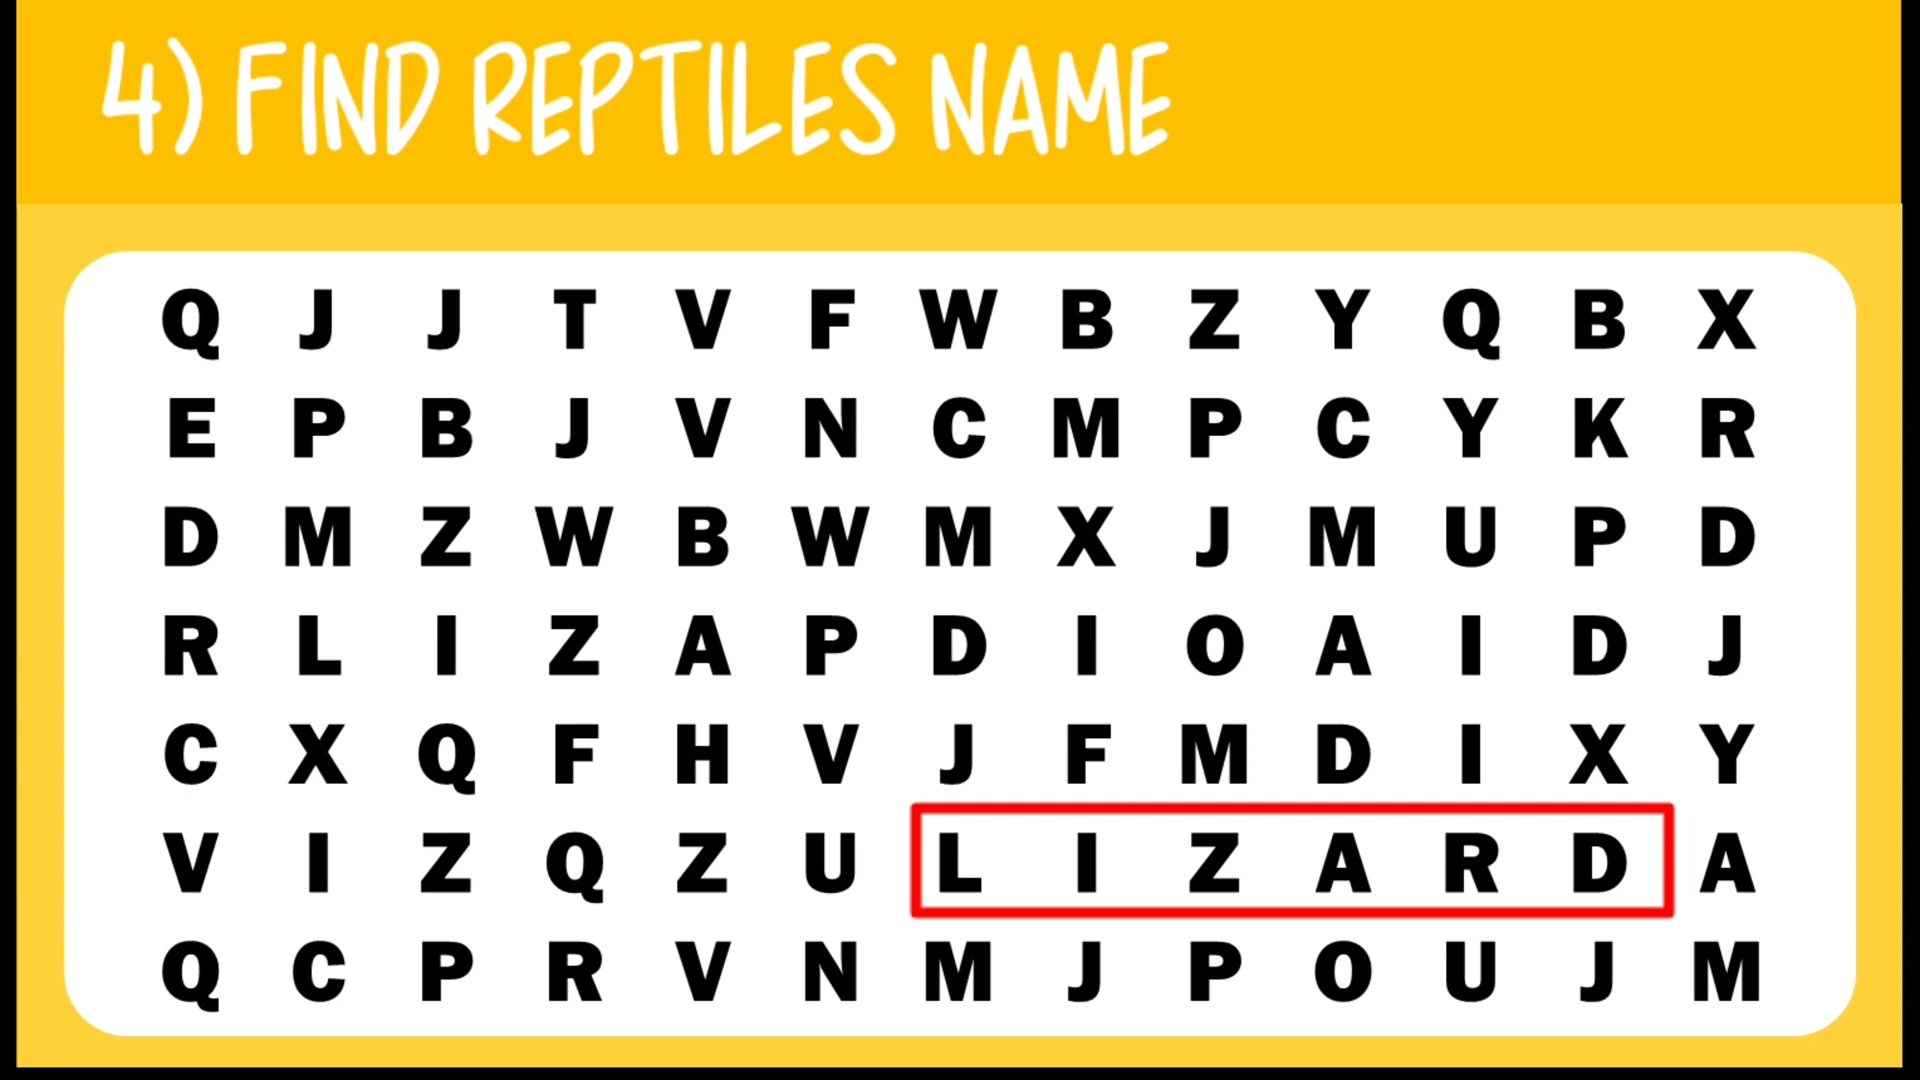 4) FIND REPTILES NAME
Q J J T V F W B Z Y Q B X
E P B J V N C M P C Y K R
D M Z W B W M X J M U P D
R L I Z A P D I O A I D J
C X Q F H V J F M D I X Y
V I Z Q Z U L I Z A R D A
Q C P R V N M J P O U J M